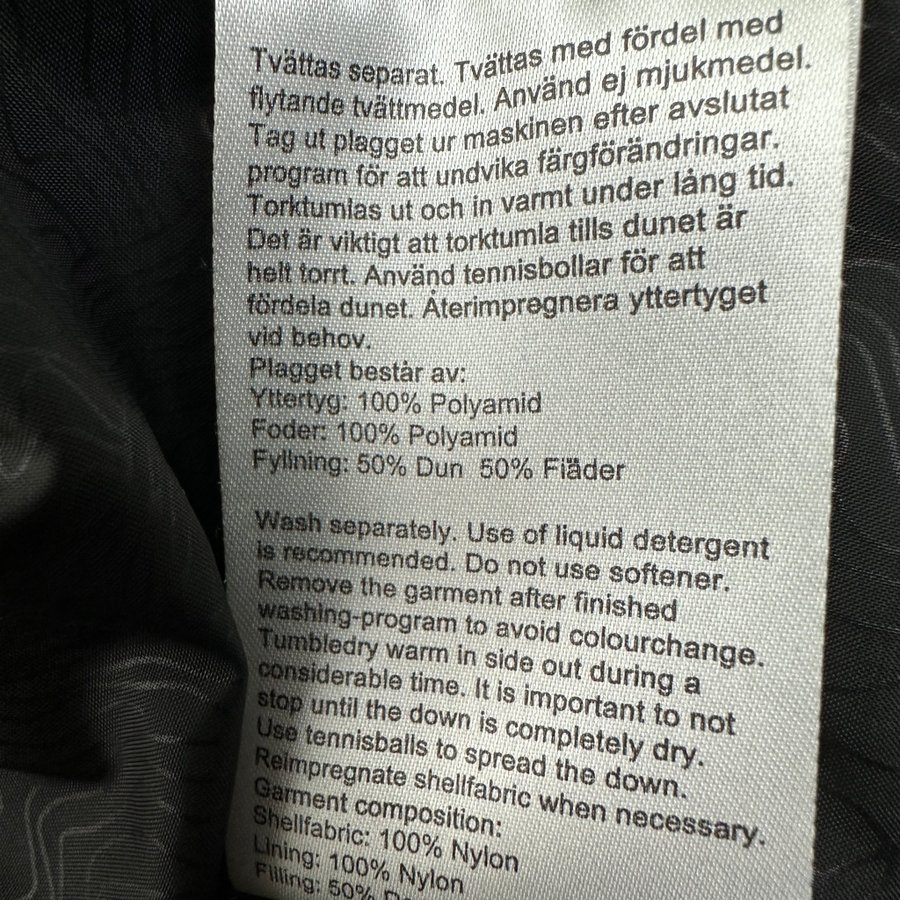 Tvättas separat. Tvättas med fördel med
flytande tvättmedel. Använd ej mjukmedel.
Tag ut plagget ur maskinen efter avslutat
program för att undvika färgförändringar.
Torktumlas ut och in varmt under lång tid.
Det är viktigt att torktumla tills dunet är
helt torrt. Använd tennisbollar för att
fördela dunet. Återimpregnera yttertyget
vid behov.
Plagget består av:
Yttertyg: 100% Polyamid
Foder: 100% Polyamid
Fyllning: 50% Dun 50% Fjäder
Wash separately. Use of liquid detergent
is recommended. Do not use softener.
Remove the garment after finished
washing-program to avoid colourchange.
Tumbledry warm in side out during a
considerable time. It is important to not
stop until the down is completely dry.
Use tennisballs to spread the down.
Reimpregnate shellfabric when necessary.
Garment composition:
Shellfabric: 100% Nylon
Lining: 100% Nylon
Filling: 50%